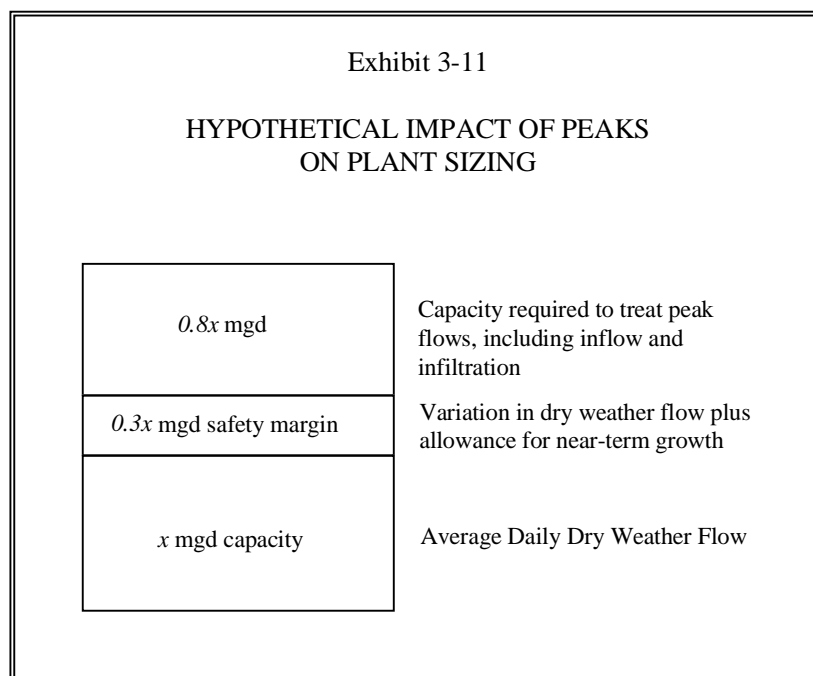 Exhibit 3-11
HYPOTHETICAL IMPACT OF PEAKS
ON PLANT SIZING
0.8x mgd
Capacity required to treat peak
flows, including inflow and
infiltration
0.3x mgd safety margin
Variation in dry weather flow plus
allowance for near-term growth
x mgd capacity
Average Daily Dry Weather Flow